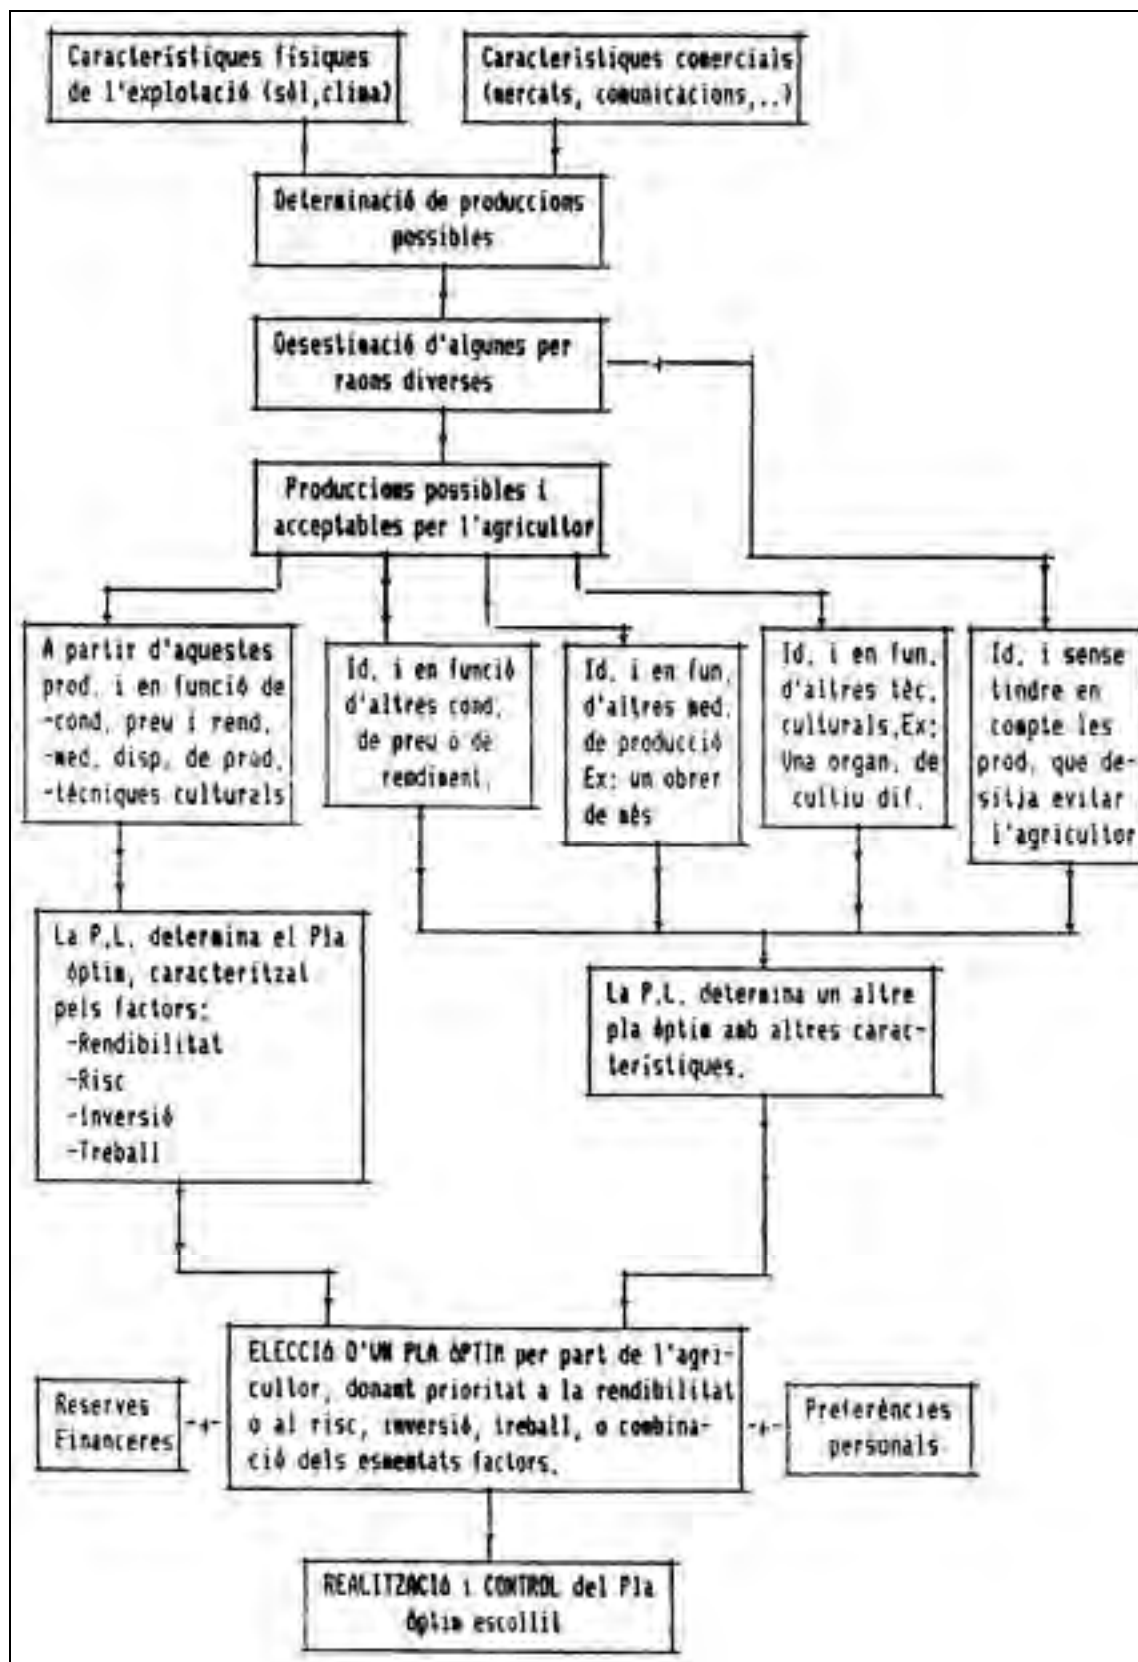 Característiques físiques
de l'explotació (sòl,clima)
Característiques comercials
(mercats, comunicacions,..)
Determinació de produccions
possibles
Desestimació d'algunes per
raons diverses
Produccions possibles i
acceptables per l'agricultor
A partir d'aquestes
prod. i en funció de
-cond. preu i rend.
-med. disp. de prod.
-tècniques culturals
Id. i en funció
d'altres cond.
de preu o de
rendiment.
Id. i en fun.
d'altres med.
de producció
Ex: un obrer
de més
Id. i en fun.
d'altres tèc.
culturals,Ex:
Una organ. de
cultiu dif.
Id. i sense
tindre en
compte les
prod. que de-
sitja evitar
l'agricultor
La P.L. determina el Pla
òptim, caracteritzat
pels factors:
-Rendibilitat
-Risc
-Inversió
-Treball
La P.L. determina un altre
pla òptim amb altres carac-
terístiques.
ELECCIÓ D'UN PLA ÒPTIM per part de l'agri-
cultor, donant prioritat a la rendibilitat
o al risc, inversió, treball, o combina-
ció dels esmentats factors.
Reserves
Financeres
Preferències
personals
REALITZACIÓ i CONTROL del Pla
òptim escollit